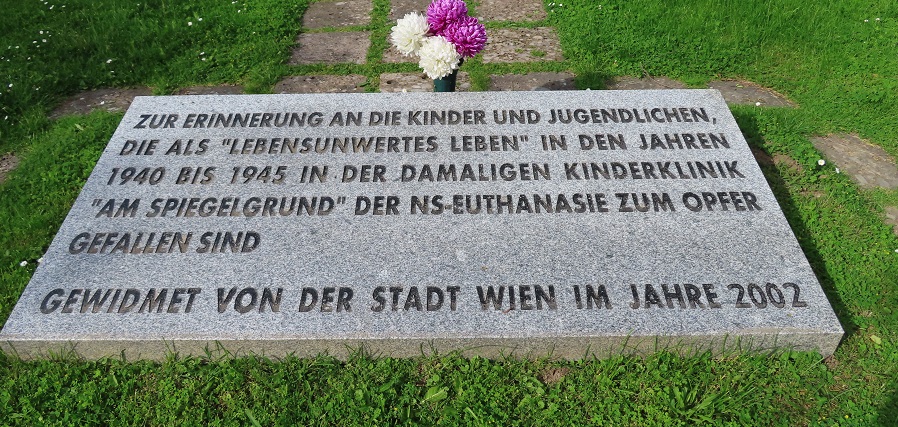 ZUR ERINNERUNG AN DIE KINDER UND JUGENDLICHEN,
DIE ALS "LEBENSUNWERTES LEBEN" IN DEN JAHREN
1940 BIS 1945 IN DER DAMALIGEN KINDERKLINIK
"AM SPIEGELGRUND" DER NS-EUTHANASIE ZUM OPFER
GEFALLEN SIND
GEWIDMET VON DER STADT WIEN IM JAHRE 2002